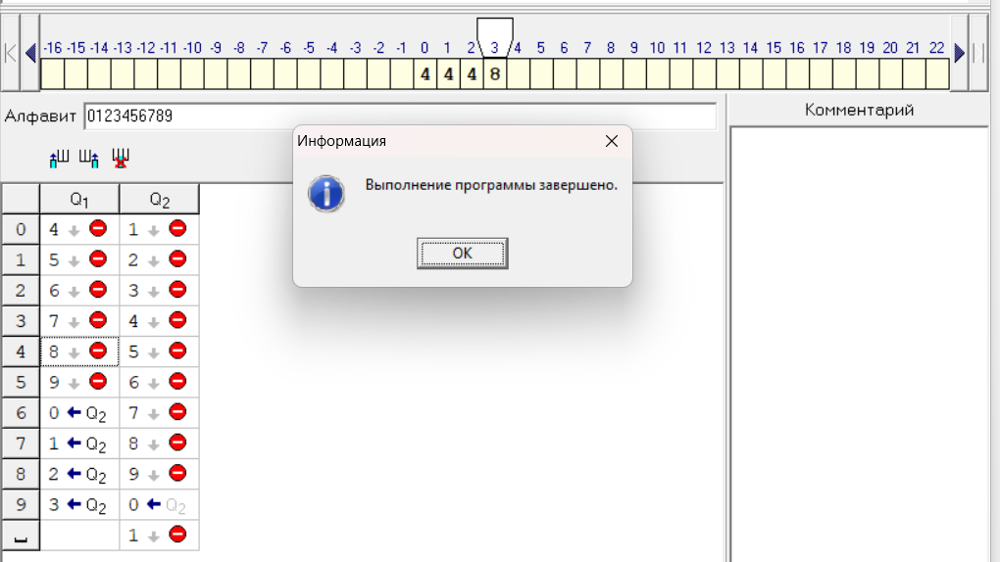 -16 -15 -14 -13 -12 -11 -10 -9 -8 -7 -6 -5 -4 -3 -2 -1 0 1 2 3 4 5 6 7 8 9 10 11 12 13 14 15 16 17 18 19 20 21 22
4 4 4 8
Алфавит 0123456789
Комментарий
Информация
Выполнение программы завершено.
OK
Q1 Q2
0 4 ↓ 1 ↓
1 5 ↓ 2 ↓
2 6 ↓ 3 ↓
3 7 ↓ 4 ↓
4 8 ↓ 5 ↓
5 9 ↓ 6 ↓
6 0 ← Q2 7 ↓
7 1 ← Q2 8 ↓
8 2 ← Q2 9 ↓
9 3 ← Q2 0 ← Q2
␣ 1 ↓